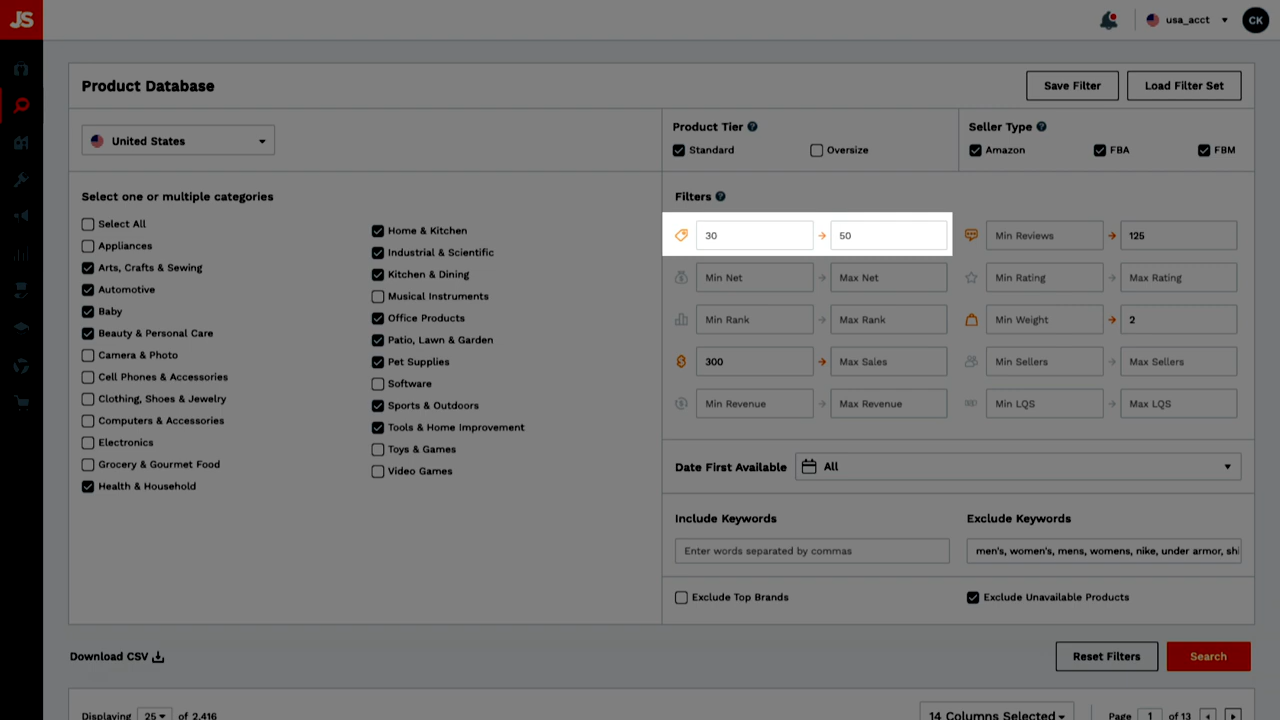 JS
usa_acct
CK
Product Database
Save Filter
Load Filter Set
United States
Product Tier
Standard
Oversize
Seller Type
Amazon
FBA
FBM
Select one or multiple categories
Select All
Appliances
Arts, Crafts & Sewing
Automotive
Baby
Beauty & Personal Care
Camera & Photo
Cell Phones & Accessories
Clothing, Shoes & Jewelry
Computers & Accessories
Electronics
Grocery & Gourmet Food
Health & Household
Home & Kitchen
Industrial & Scientific
Kitchen & Dining
Musical Instruments
Office Products
Patio, Lawn & Garden
Pet Supplies
Software
Sports & Outdoors
Tools & Home Improvement
Toys & Games
Video Games
Filters
30
50
Min Reviews
125
Min Net
Max Net
Min Rating
Max Rating
Min Rank
Max Rank
Min Weight
2
300
Max Sales
Min Sellers
Max Sellers
Min Revenue
Max Revenue
Min LQS
Max LQS
Date First Available
All
Include Keywords
Enter words separated by commas
Exclude Keywords
men's, women's, mens, womens, nike, under armor, shi
Exclude Top Brands
Exclude Unavailable Products
Download CSV
Reset Filters
Search
Displaying 25 of 2,416
14 Columns Selected
Page 1 of 13